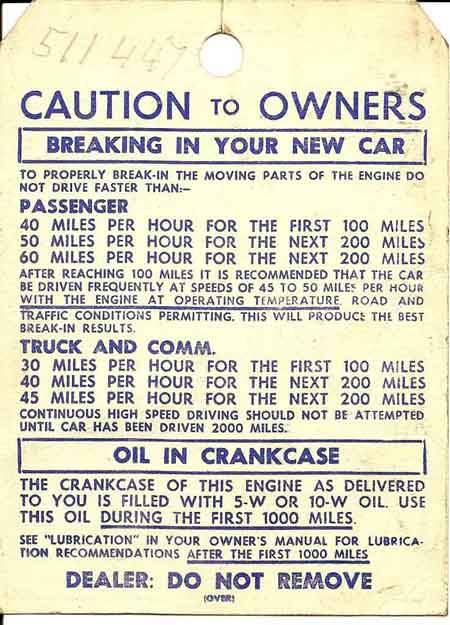 511 447
CAUTION TO OWNERS
BREAKING IN YOUR NEW CAR
TO PROPERLY BREAK-IN THE MOVING PARTS OF THE ENGINE DO
NOT DRIVE FASTER THAN:—
PASSENGER
40 MILES PER HOUR FOR THE FIRST 100 MILES
50 MILES PER HOUR FOR THE NEXT 200 MILES
60 MILES PER HOUR FOR THE NEXT 200 MILES
AFTER REACHING 100 MILES IT IS RECOMMENDED THAT THE CAR
BE DRIVEN FREQUENTLY AT SPEEDS OF 45 TO 50 MILES PER HOUR
WITH THE ENGINE AT OPERATING TEMPERATURE, ROAD AND
TRAFFIC CONDITIONS PERMITTING. THIS WILL PRODUCE THE BEST
BREAK-IN RESULTS.
TRUCK AND COMM.
30 MILES PER HOUR FOR THE FIRST 100 MILES
40 MILES PER HOUR FOR THE NEXT 200 MILES
45 MILES PER HOUR FOR THE NEXT 200 MILES
CONTINUOUS HIGH SPEED DRIVING SHOULD NOT BE ATTEMPTED
UNTIL CAR HAS BEEN DRIVEN 2000 MILES.
OIL IN CRANKCASE
THE CRANKCASE OF THIS ENGINE AS DELIVERED
TO YOU IS FILLED WITH 5-W OR 10-W OIL. USE
THIS OIL DURING THE FIRST 1000 MILES.
SEE "LUBRICATION" IN YOUR OWNER'S MANUAL FOR LUBRICA-
TION RECOMMENDATIONS AFTER THE FIRST 1000 MILES
DEALER: DO NOT REMOVE
(OVER)